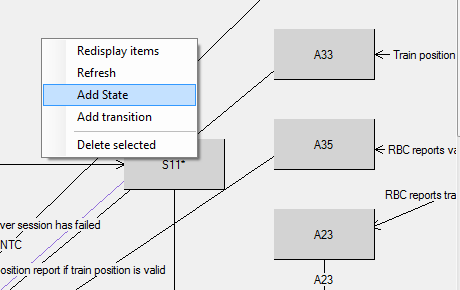 Redisplay items
Refresh
Add State
Add transition
Delete selected
A33
Train position
A35
RBC reports va
S11*
RBC reports tra
A23
A23
ver session has failed
NTC
osition report if train position is valid